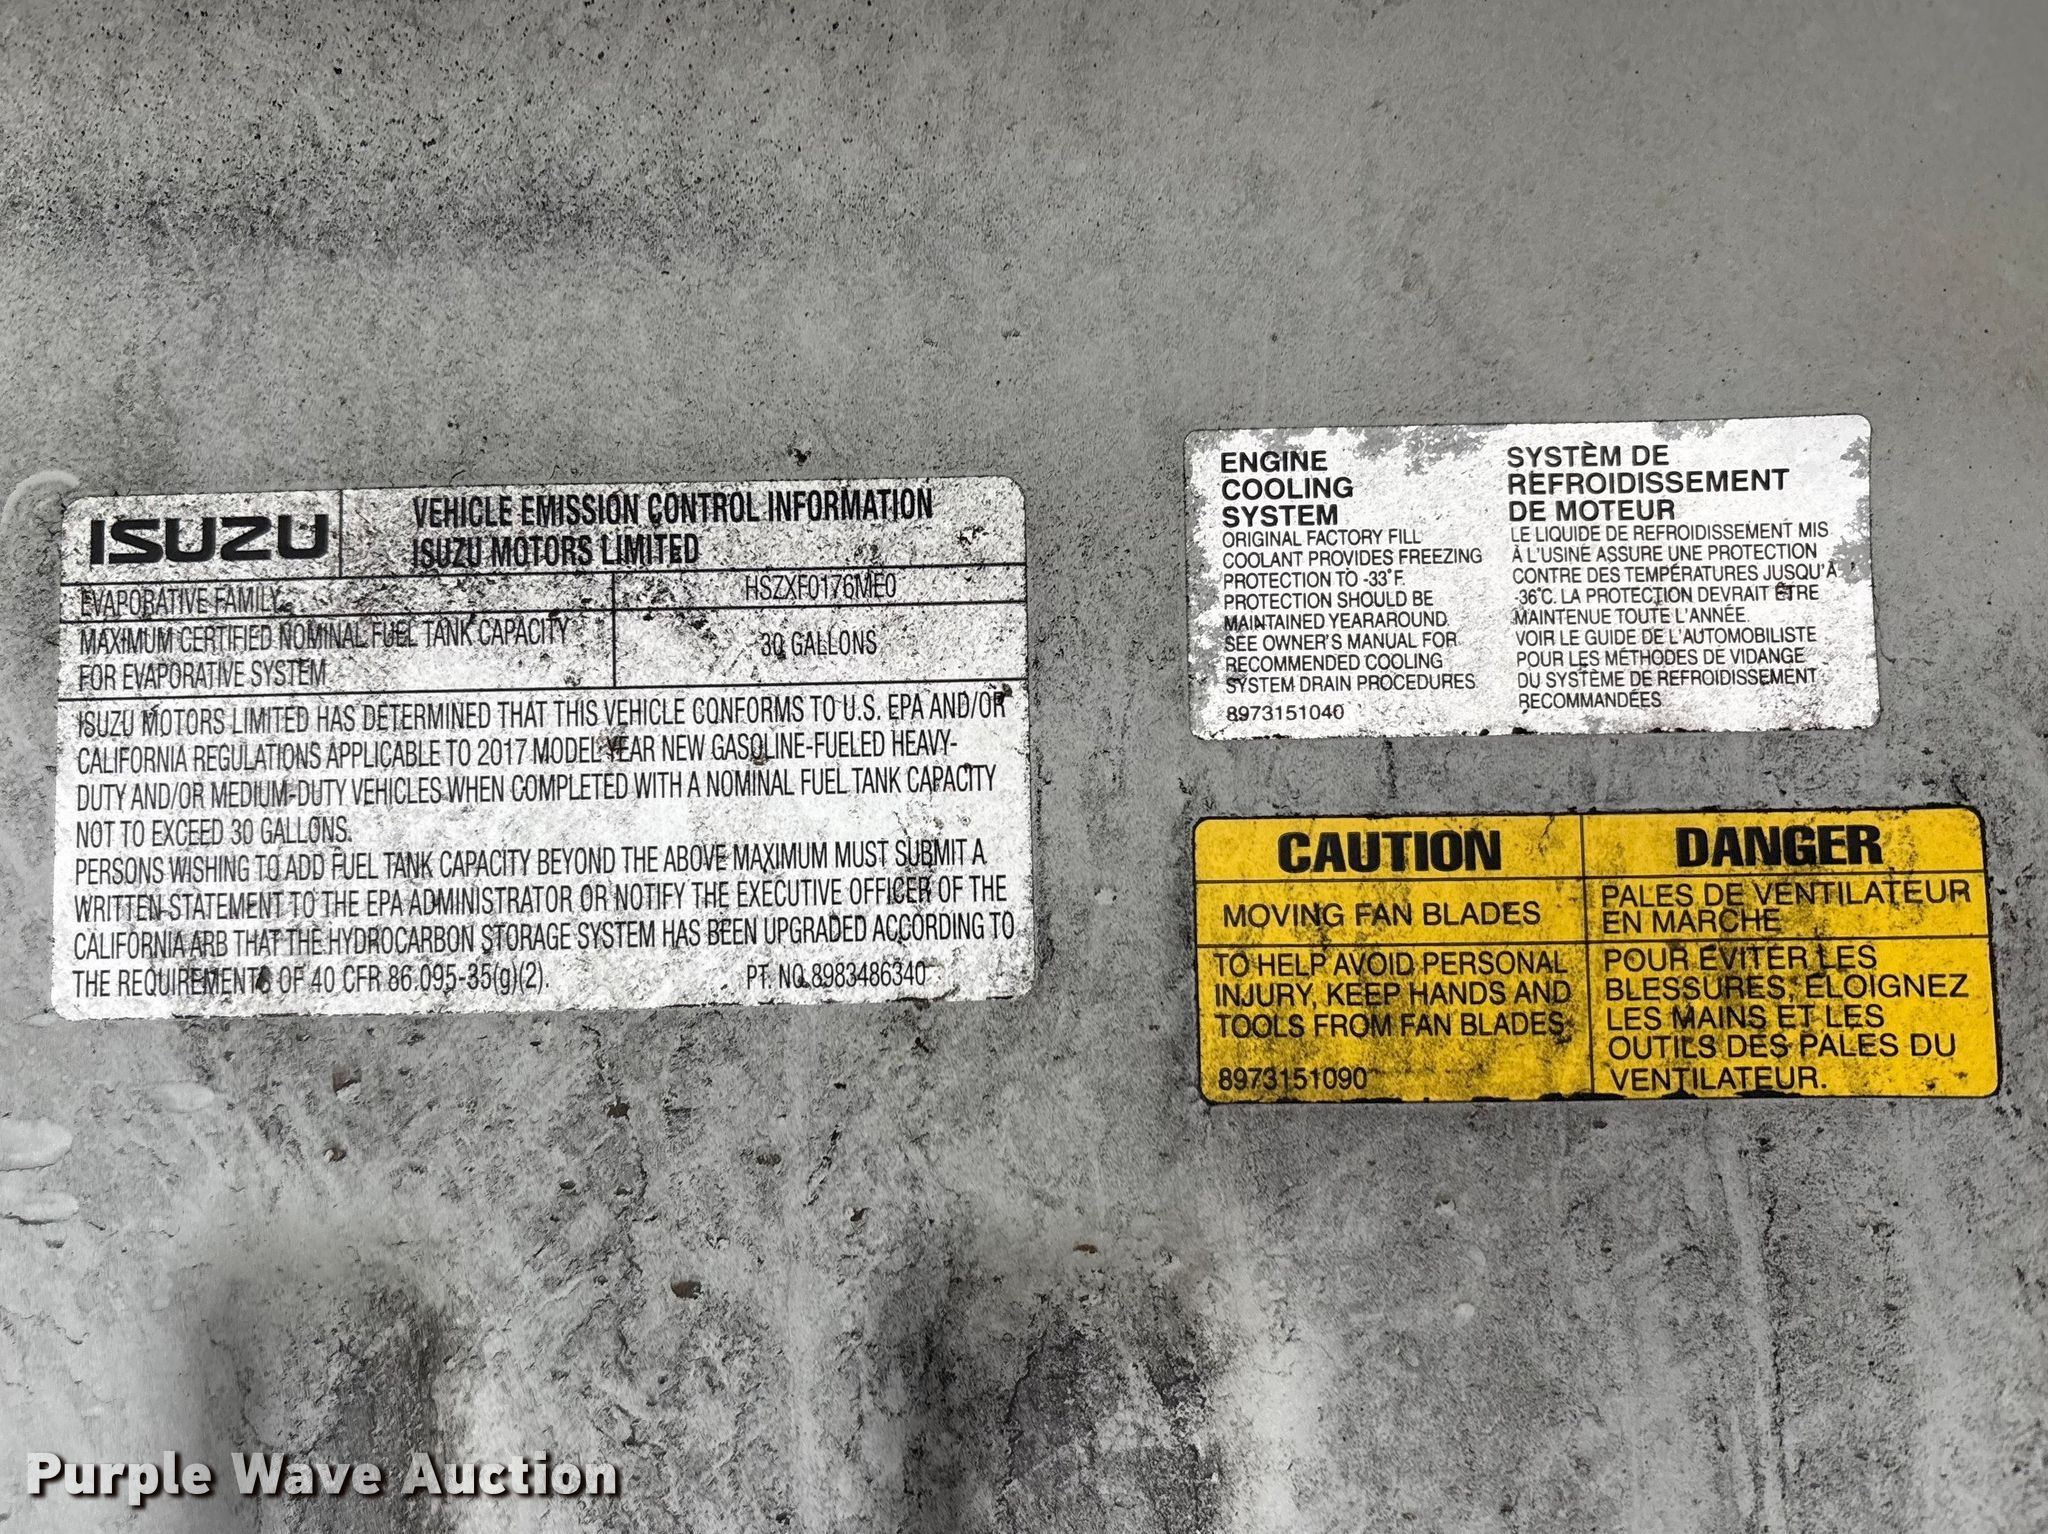 ISUZU
VEHICLE EMISSION CONTROL INFORMATION
ISUZU MOTORS LIMITED
EVAPORATIVE FAMILY
HSZXF0176ME0
MAXIMUM CERTIFIED NOMINAL FUEL TANK CAPACITY
FOR EVAPORATIVE SYSTEM
30 GALLONS
ISUZU MOTORS LIMITED HAS DETERMINED THAT THIS VEHICLE CONFORMS TO U.S. EPA AND/OR
CALIFORNIA REGULATIONS APPLICABLE TO 2017 MODEL YEAR NEW GASOLINE-FUELED HEAVY-
DUTY AND/OR MEDIUM-DUTY VEHICLES WHEN COMPLETED WITH A NOMINAL FUEL TANK CAPACITY
NOT TO EXCEED 30 GALLONS.
PERSONS WISHING TO ADD FUEL TANK CAPACITY BEYOND THE ABOVE MAXIMUM MUST SUBMIT A
WRITTEN STATEMENT TO THE EPA ADMINISTRATOR OR NOTIFY THE EXECUTIVE OFFICER OF THE
CALIFORNIA ARB THAT THE HYDROCARBON STORAGE SYSTEM HAS BEEN UPGRADED ACCORDING TO
THE REQUIREMENTS OF 40 CFR 86.095-35(g)(2).
PT. NO.8983486340
ENGINE
COOLING
SYSTEM
ORIGINAL FACTORY FILL
COOLANT PROVIDES FREEZING
PROTECTION TO -33°F.
PROTECTION SHOULD BE
MAINTAINED YEARAROUND.
SEE OWNER'S MANUAL FOR
RECOMMENDED COOLING
SYSTEM DRAIN PROCEDURES
8973151040
SYSTÈM DE
REFROIDISSEMENT
DE MOTEUR
LE LIQUIDE DE REFROIDISSEMENT MIS
À L'USINÉ ASSURE UNE PROTECTION
CONTRE DES TEMPÉRATURES JUSQU'À
-36°C. LA PROTECTION DEVRAIT ÊTRE
MAINTENUE TOUTE L'ANNÉE.
VOIR LE GUIDE DE L'AUTOMOBILISTE
POUR LES MÉTHODES DE VIDANGE
DU SYSTÈME DE REFROIDISSEMENT
RECOMMANDÉES
CAUTION
MOVING FAN BLADES
TO HELP AVOID PERSONAL
INJURY, KEEP HANDS AND
TOOLS FROM FAN BLADES
8973151090
DANGER
PALES DE VENTILATEUR
EN MARCHE
POUR ÉVITER LES
BLESSURES, ÉLOIGNEZ
LES MAINS ET LES
OUTILS DES PALES DU
VENTILATEUR.
Purple Wave Auction